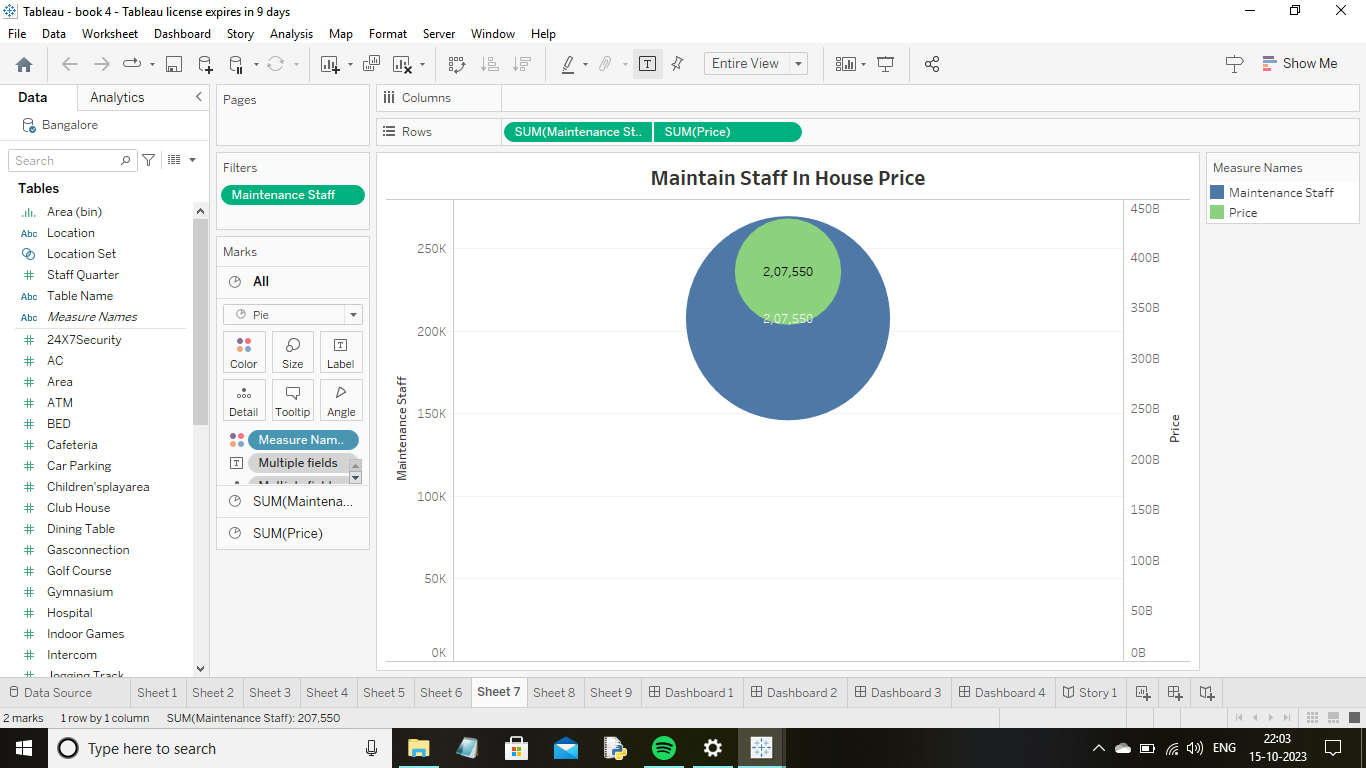 Tableau - book 4 - Tableau license expires in 9 days
File Data Worksheet Dashboard Story Analysis Map Format Server Window Help
Entire View
Show Me
Data Analytics
Bangalore
Search
Tables
Area (bin)
Abc Location
Location Set
Staff Quarter
Abc Table Name
Abc Measure Names
24X7Security
AC
Area
ATM
BED
Cafeteria
Car Parking
Children'splayarea
Club House
Dining Table
Gasconnection
Golf Course
Gymnasium
Hospital
Indoor Games
Intercom
Jogging Track
Pages
Filters
Maintenance Staff
Marks
All
Pie
Color Size Label
Detail Tooltip Angle
Measure Nam..
Multiple fields
Multiple fields
SUM(Maintena...
SUM(Price)
Columns
Rows
SUM(Maintenance St.. SUM(Price)
Maintain Staff In House Price
Maintenance Staff
250K
200K
150K
100K
50K
0K
2,07,550
2,07,550
450B
400B
350B
300B
250B
200B
150B
100B
50B
0B
Price
Measure Names
Maintenance Staff
Price
Data Source Sheet 1 Sheet 2 Sheet 3 Sheet 4 Sheet 5 Sheet 6 Sheet 7 Sheet 8 Sheet 9 Dashboard 1 Dashboard 2 Dashboard 3 Dashboard 4 Story 1
2 marks 1 row by 1 column SUM(Maintenance Staff): 207,550
Type here to search
ENG
22:03
15-10-2023